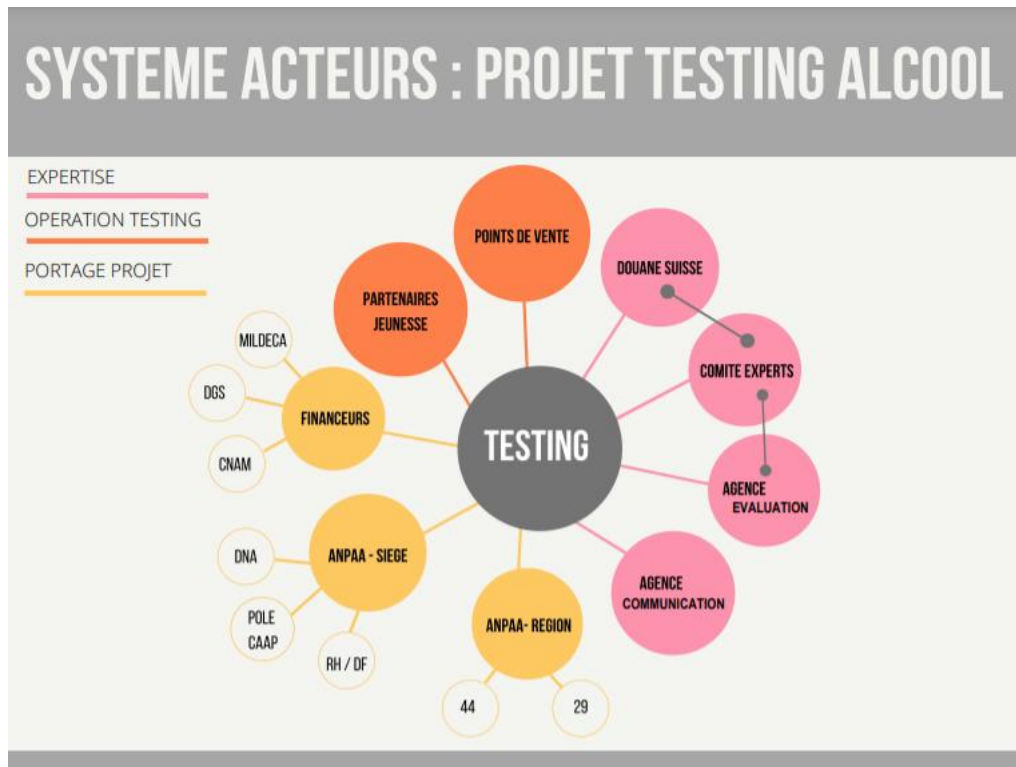 SYSTEME ACTEURS : PROJET TESTING ALCOOL
EXPERTISE
OPERATION TESTING
PORTAGE PROJET
POINTS DE VENTE
DOUANE SUISSE
PARTENAIRES
JEUNESSE
MILDECA
COMITE EXPERTS
DGS
FINANCEURS
CNAM
TESTING
AGENCE
EVALUATION
DNA
ANPAA - SIEGE
AGENCE
COMMUNICATION
POLE
CAAP
ANPAA- REGION
RH / DF
44
29